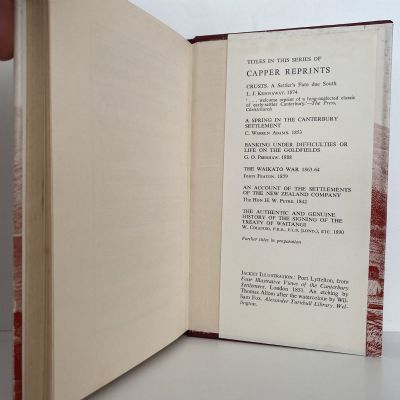 TITLES IN THIS SERIES OF
CAPPER REPRINTS
CRUSTS. A Settler's Fare due South
L. J. KENNAWAY. 1874
'. . . welcome reprint of a long-neglected classic
of early-settler Canterbury.'—The Press,
Christchurch
A SPRING IN THE CANTERBURY
SETTLEMENT
C. WARREN ADAMS. 1853
BANKING UNDER DIFFICULTIES OR
LIFE ON THE GOLDFIELDS
G. O. PRESHAW. 1888
THE WAIKATO WAR 1863-64
JOHN FEATON. 1879
AN ACCOUNT OF THE SETTLEMENTS
OF THE NEW ZEALAND COMPANY
THE HON H. W. PETRE. 1842
THE AUTHENTIC AND GENUINE
HISTORY OF THE SIGNING OF THE
TREATY OF WAITANGI
W. COLENSO, F.R.S., F.L.S. (LOND.), ETC. 1890
Further titles in preparation
JACKET ILLUSTRATION: Port Lyttelton, from
Four Illustrative Views of the Canterbury
Settlement, London 1851. An etching by
Thomas Allom after the watercolour by Wil-
liam Fox, Alexander Turnbull Library, Wel-
lington.